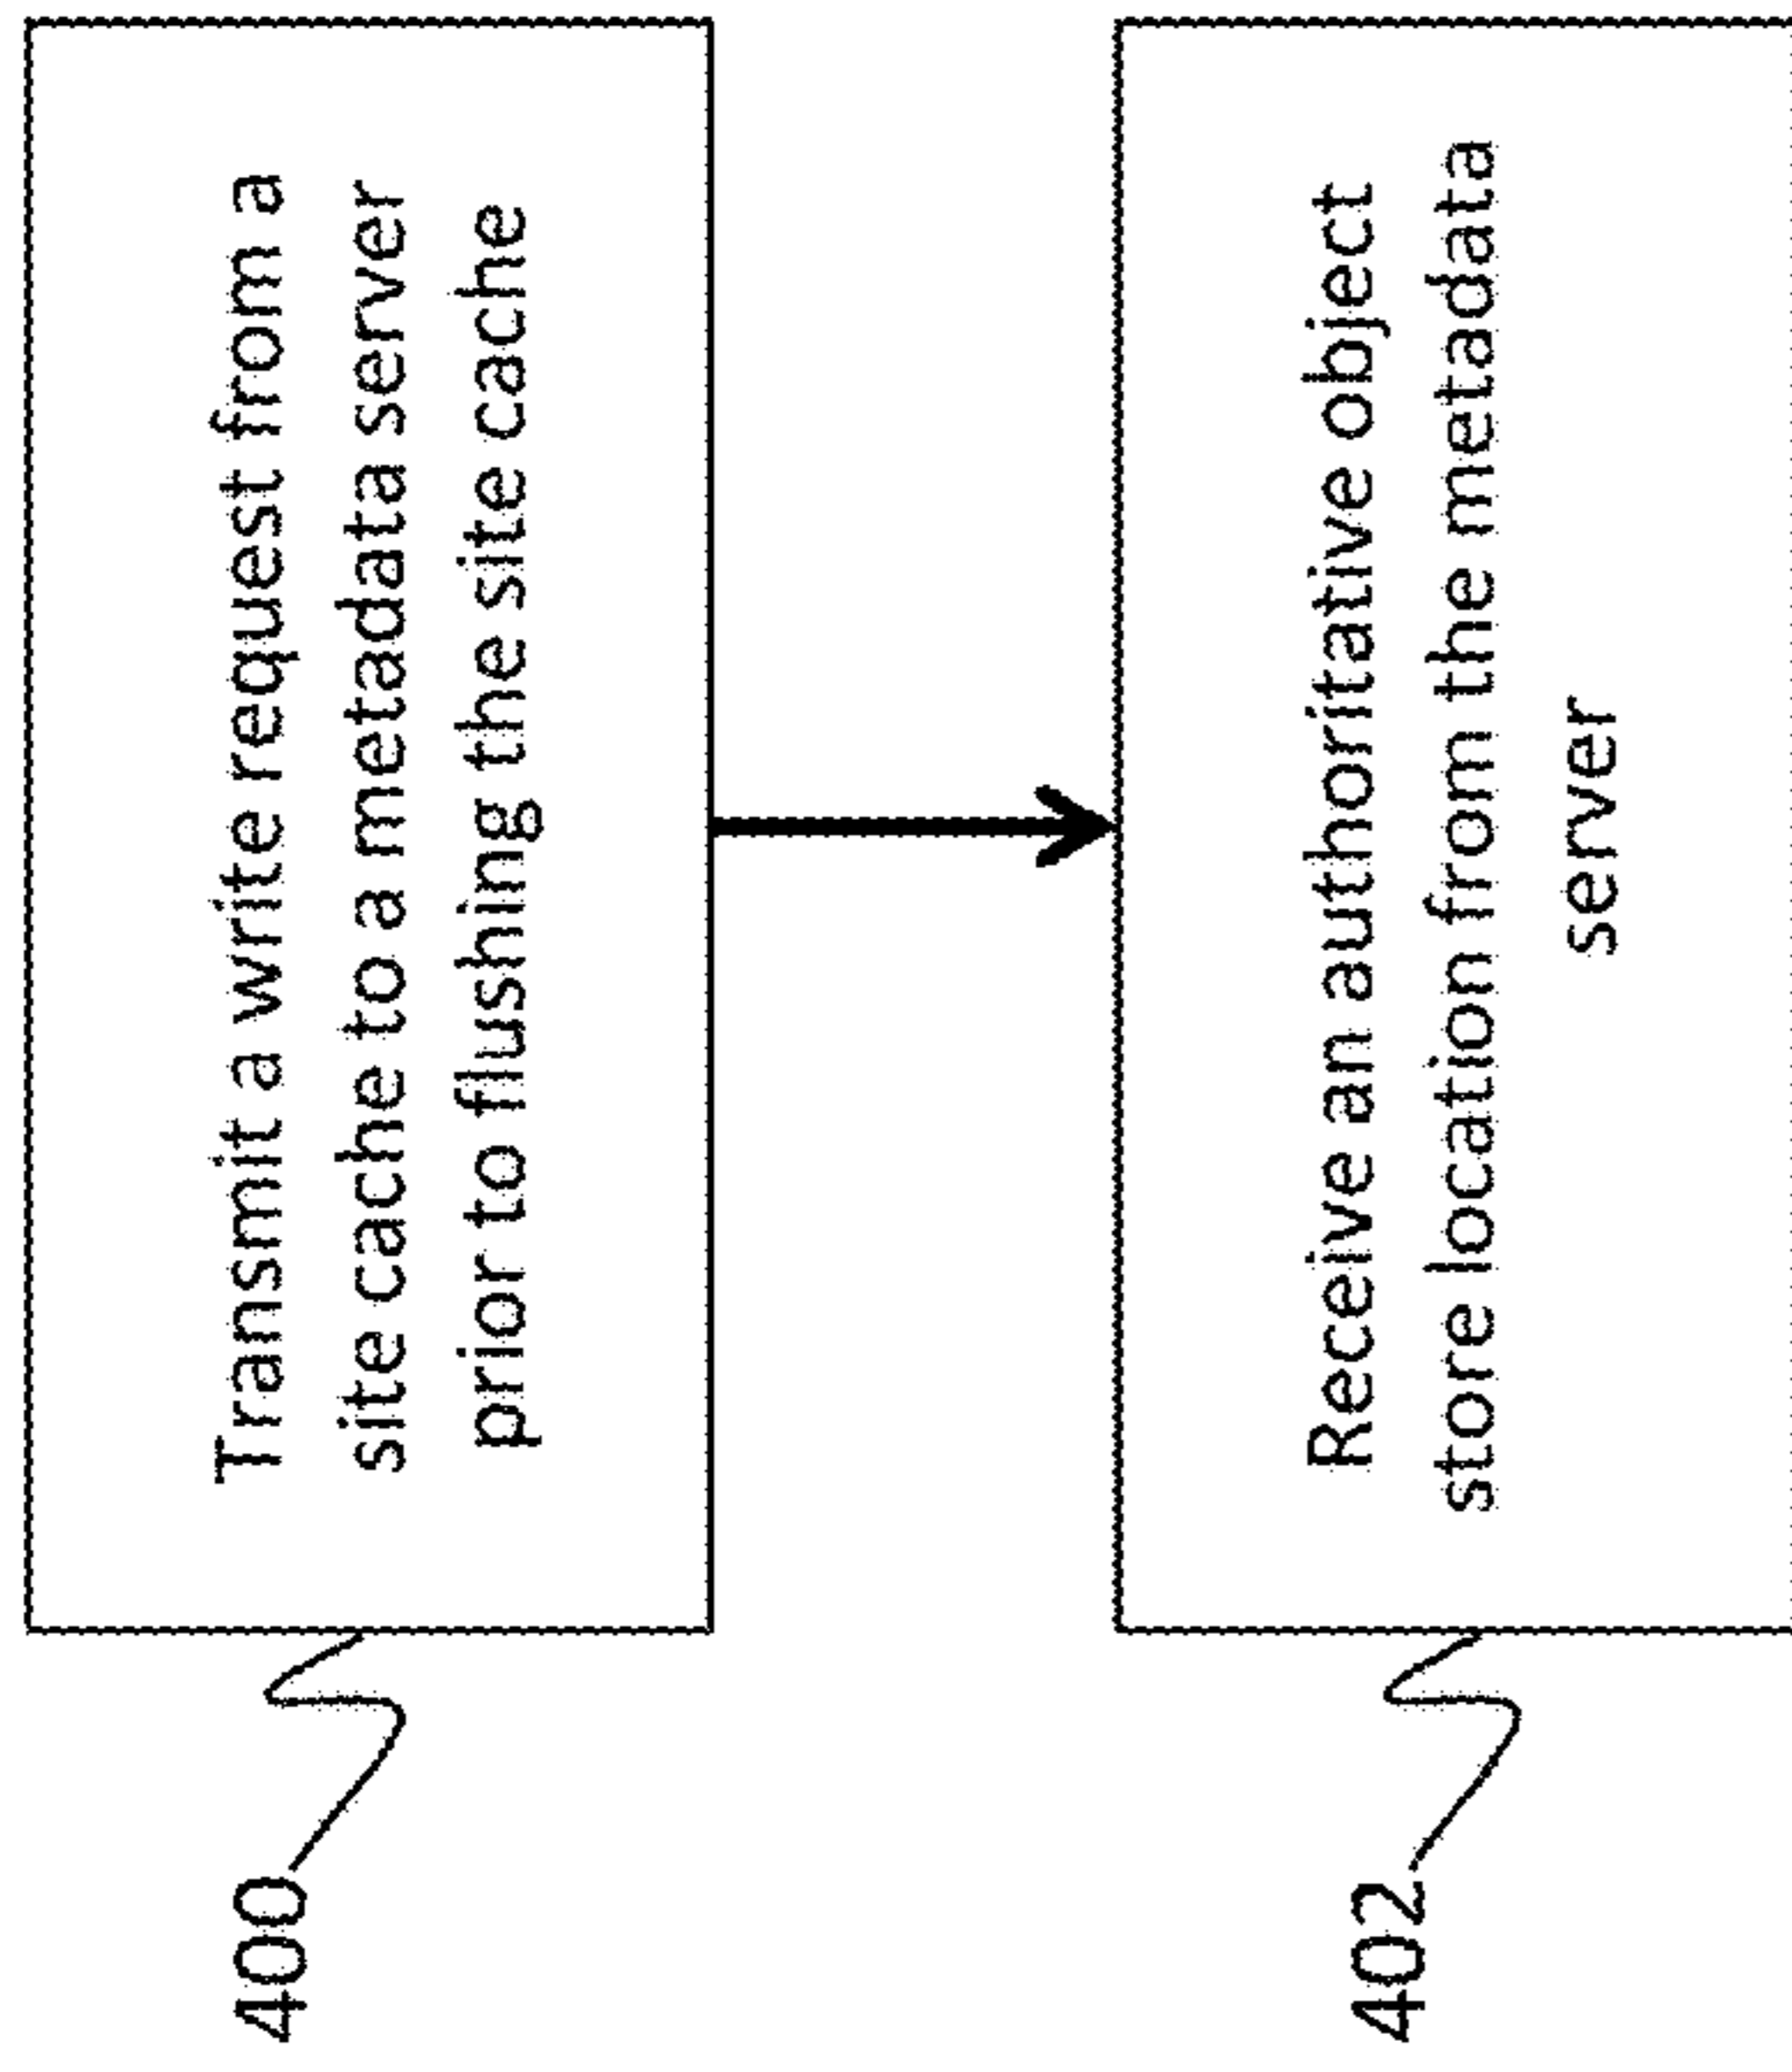 400
Transmit a write request from a
site cache to a metadata server
prior to flushing the site cache
402
Receive an authoritative object
store location from the metadata
server